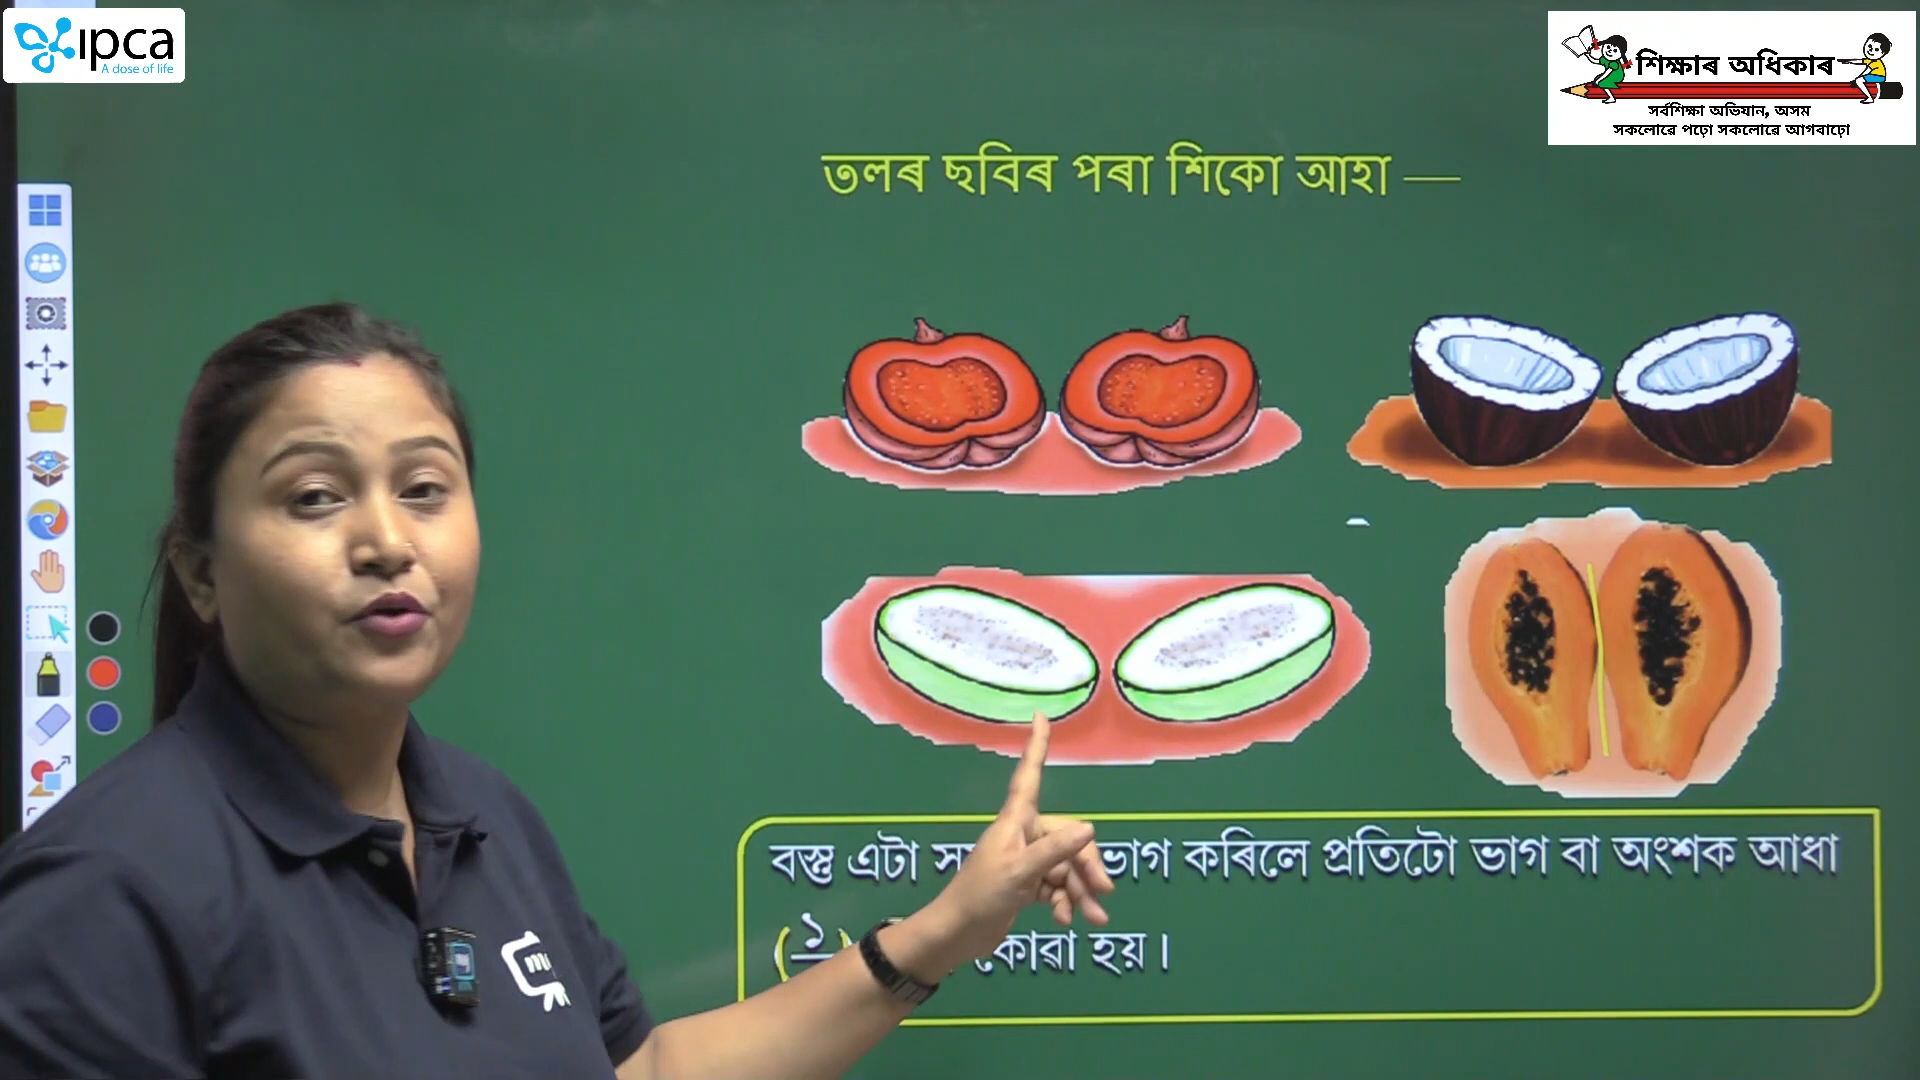 ipca
A dose of life
শিক্ষাৰ অধিকাৰ
সৰ্বশিক্ষা অভিযান, অসম
সকলোৱে পঢ়ো সকলোৱে আগবাঢ়ো
তলৰ ছবিৰ পৰা শিকো আহা —
বস্তু এটা ভাগ কৰিলে প্ৰতিটো ভাগ বা অংশক আধা
(১ কোৱা হয়।